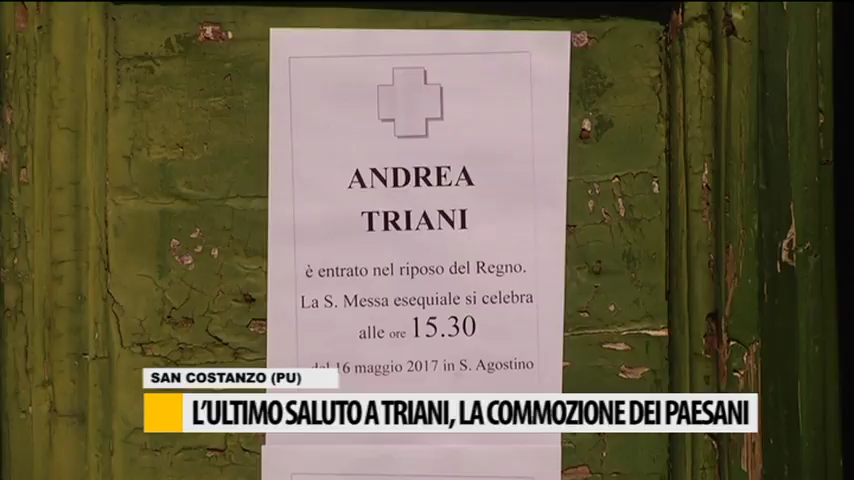 ANDREA
TRIANI
è entrato nel riposo del Regno.
La S. Messa esequiale si celebra
alle ore 15.30
del 16 maggio 2017 in S. Agostino
SAN COSTANZO (PU)
L'ULTIMO SALUTO A TRIANI, LA COMMOZIONE DEI PAESANI